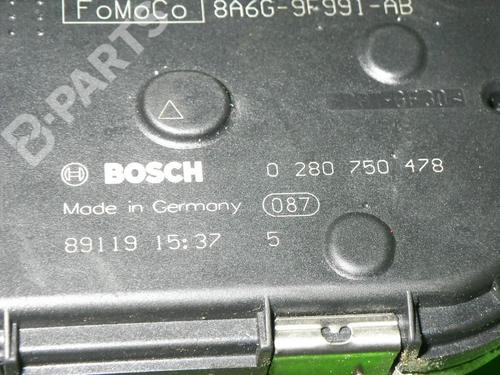 FoMoCo 8A6G-9F991-AB
B-PARTS
BOSCH 0 280 750 478
Made in Germany 087
89119 15:37 5